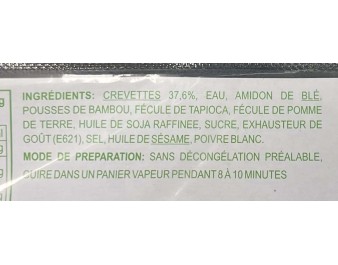 INGRÉDIENTS: CREVETTES 37,6%, EAU, AMIDON DE BLÉ,
POUSSES DE BAMBOU, FÉCULE DE TAPIOCA, FÉCULE DE POMME
DE TERRE, HUILE DE SOJA RAFFINEE, SUCRE, EXHAUSTEUR DE
GOÛT (E621), SEL, HUILE DE SÉSAME, POIVRE BLANC.
MODE DE PREPARATION: SANS DÉCONGÉLATION PRÉALABLE,
CUIRE DANS UN PANIER VAPEUR PENDANT 8 À 10 MINUTES